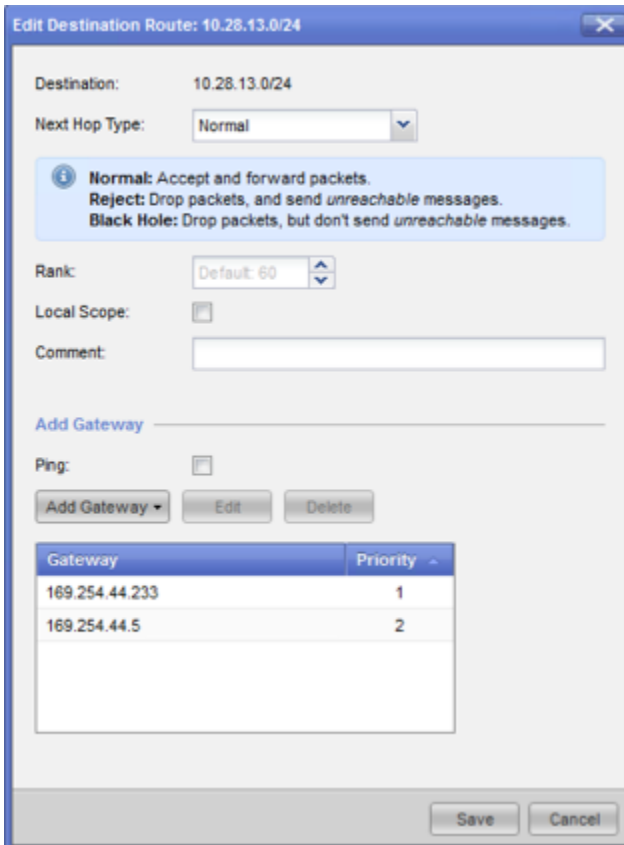 Edit Destination Route: 10.28.13.0/24
Destination: 10.28.13.0/24
Next Hop Type: Normal
Normal: Accept and forward packets.
Reject: Drop packets, and send unreachable messages.
Black Hole: Drop packets, but don't send unreachable messages.
Rank: Default: 60
Local Scope:
Comment:
Add Gateway
Ping:
Add Gateway Edit Delete
Gateway Priority
169.254.44.233 1
169.254.44.5 2
Save Cancel